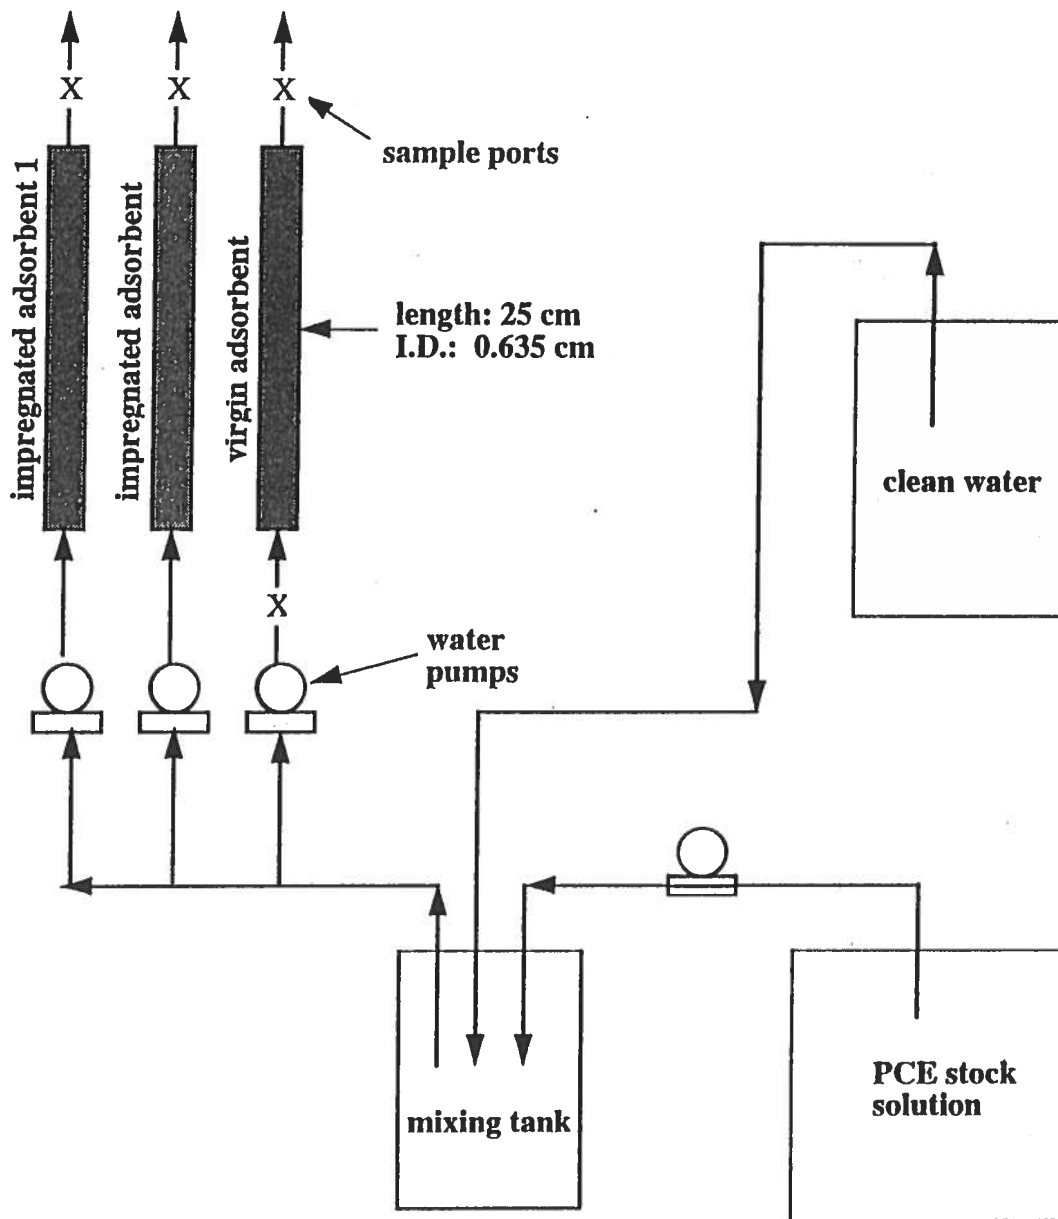 X
X
X
sample ports
impregnated adsorbent 1
impregnated adsorbent
virgin adsorbent
length: 25 cm
I.D.: 0.635 cm
clean water
X
water
pumps
PCE stock
solution
mixing tank